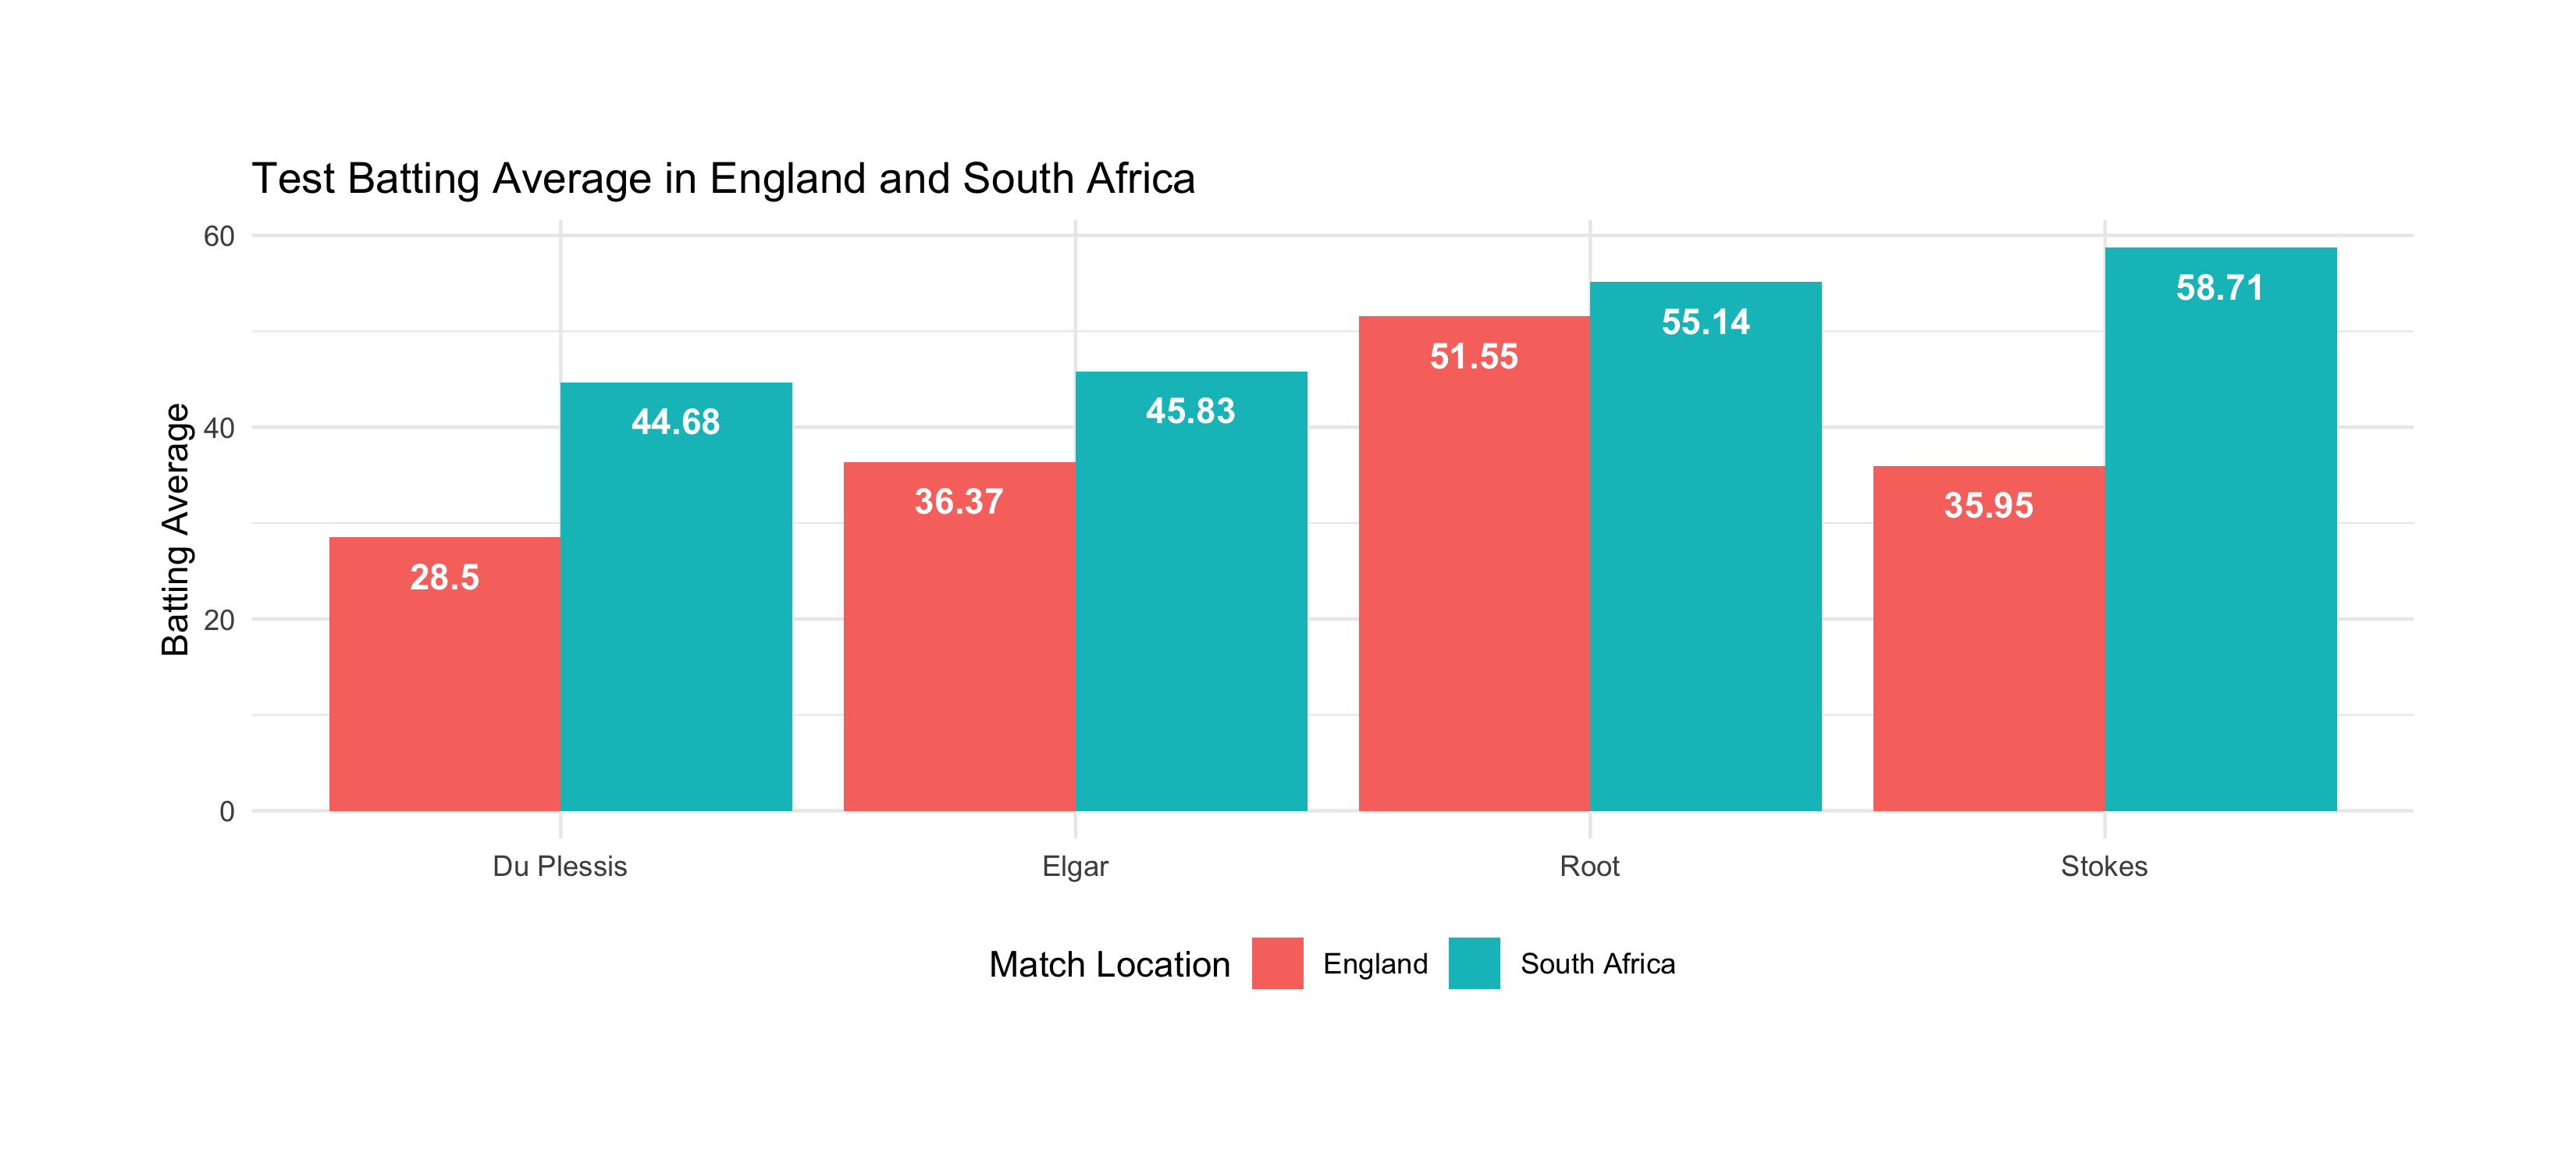 Test Batting Average in England and South Africa
Batting Average
60
40
20
0
28.5
44.68
36.37
45.83
51.55
55.14
35.95
58.71
Du Plessis
Elgar
Root
Stokes
Match Location England South Africa